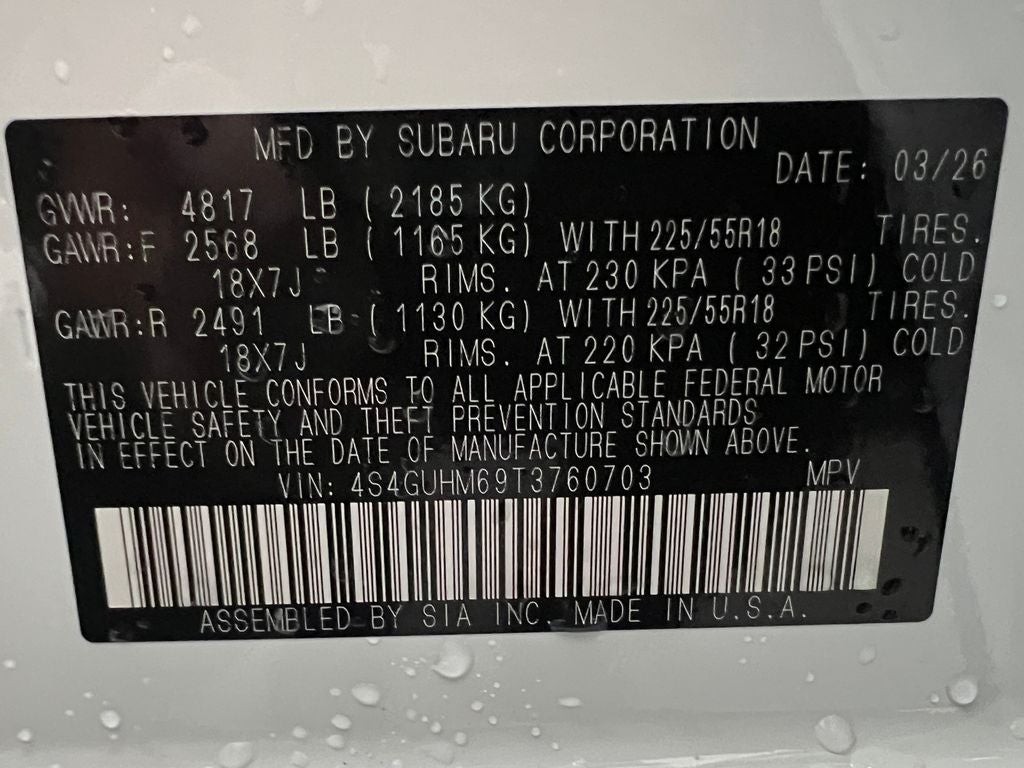 MFD BY SUBARU CORPORATION
DATE: 03/26
GVWR: 4817 LB ( 2185 KG)
GAWR:F 2568 LB ( 1165 KG) WITH 225/55R18 TIRES.
18X7J RIMS. AT 230 KPA ( 33 PSI) COLD
GAWR:R 2491 LB ( 1130 KG) WITH 225/55R18 TIRES.
18X7J RIMS. AT 220 KPA ( 32 PSI) COLD
THIS VEHICLE CONFORMS TO ALL APPLICABLE FEDERAL MOTOR
VEHICLE SAFETY AND THEFT PREVENTION STANDARDS
IN EFFECT ON THE DATE OF MANUFACTURE SHOWN ABOVE.
VIN: 4S4GUHM69T3760703 MPV
ASSEMBLED BY SIA INC. MADE IN U.S.A.